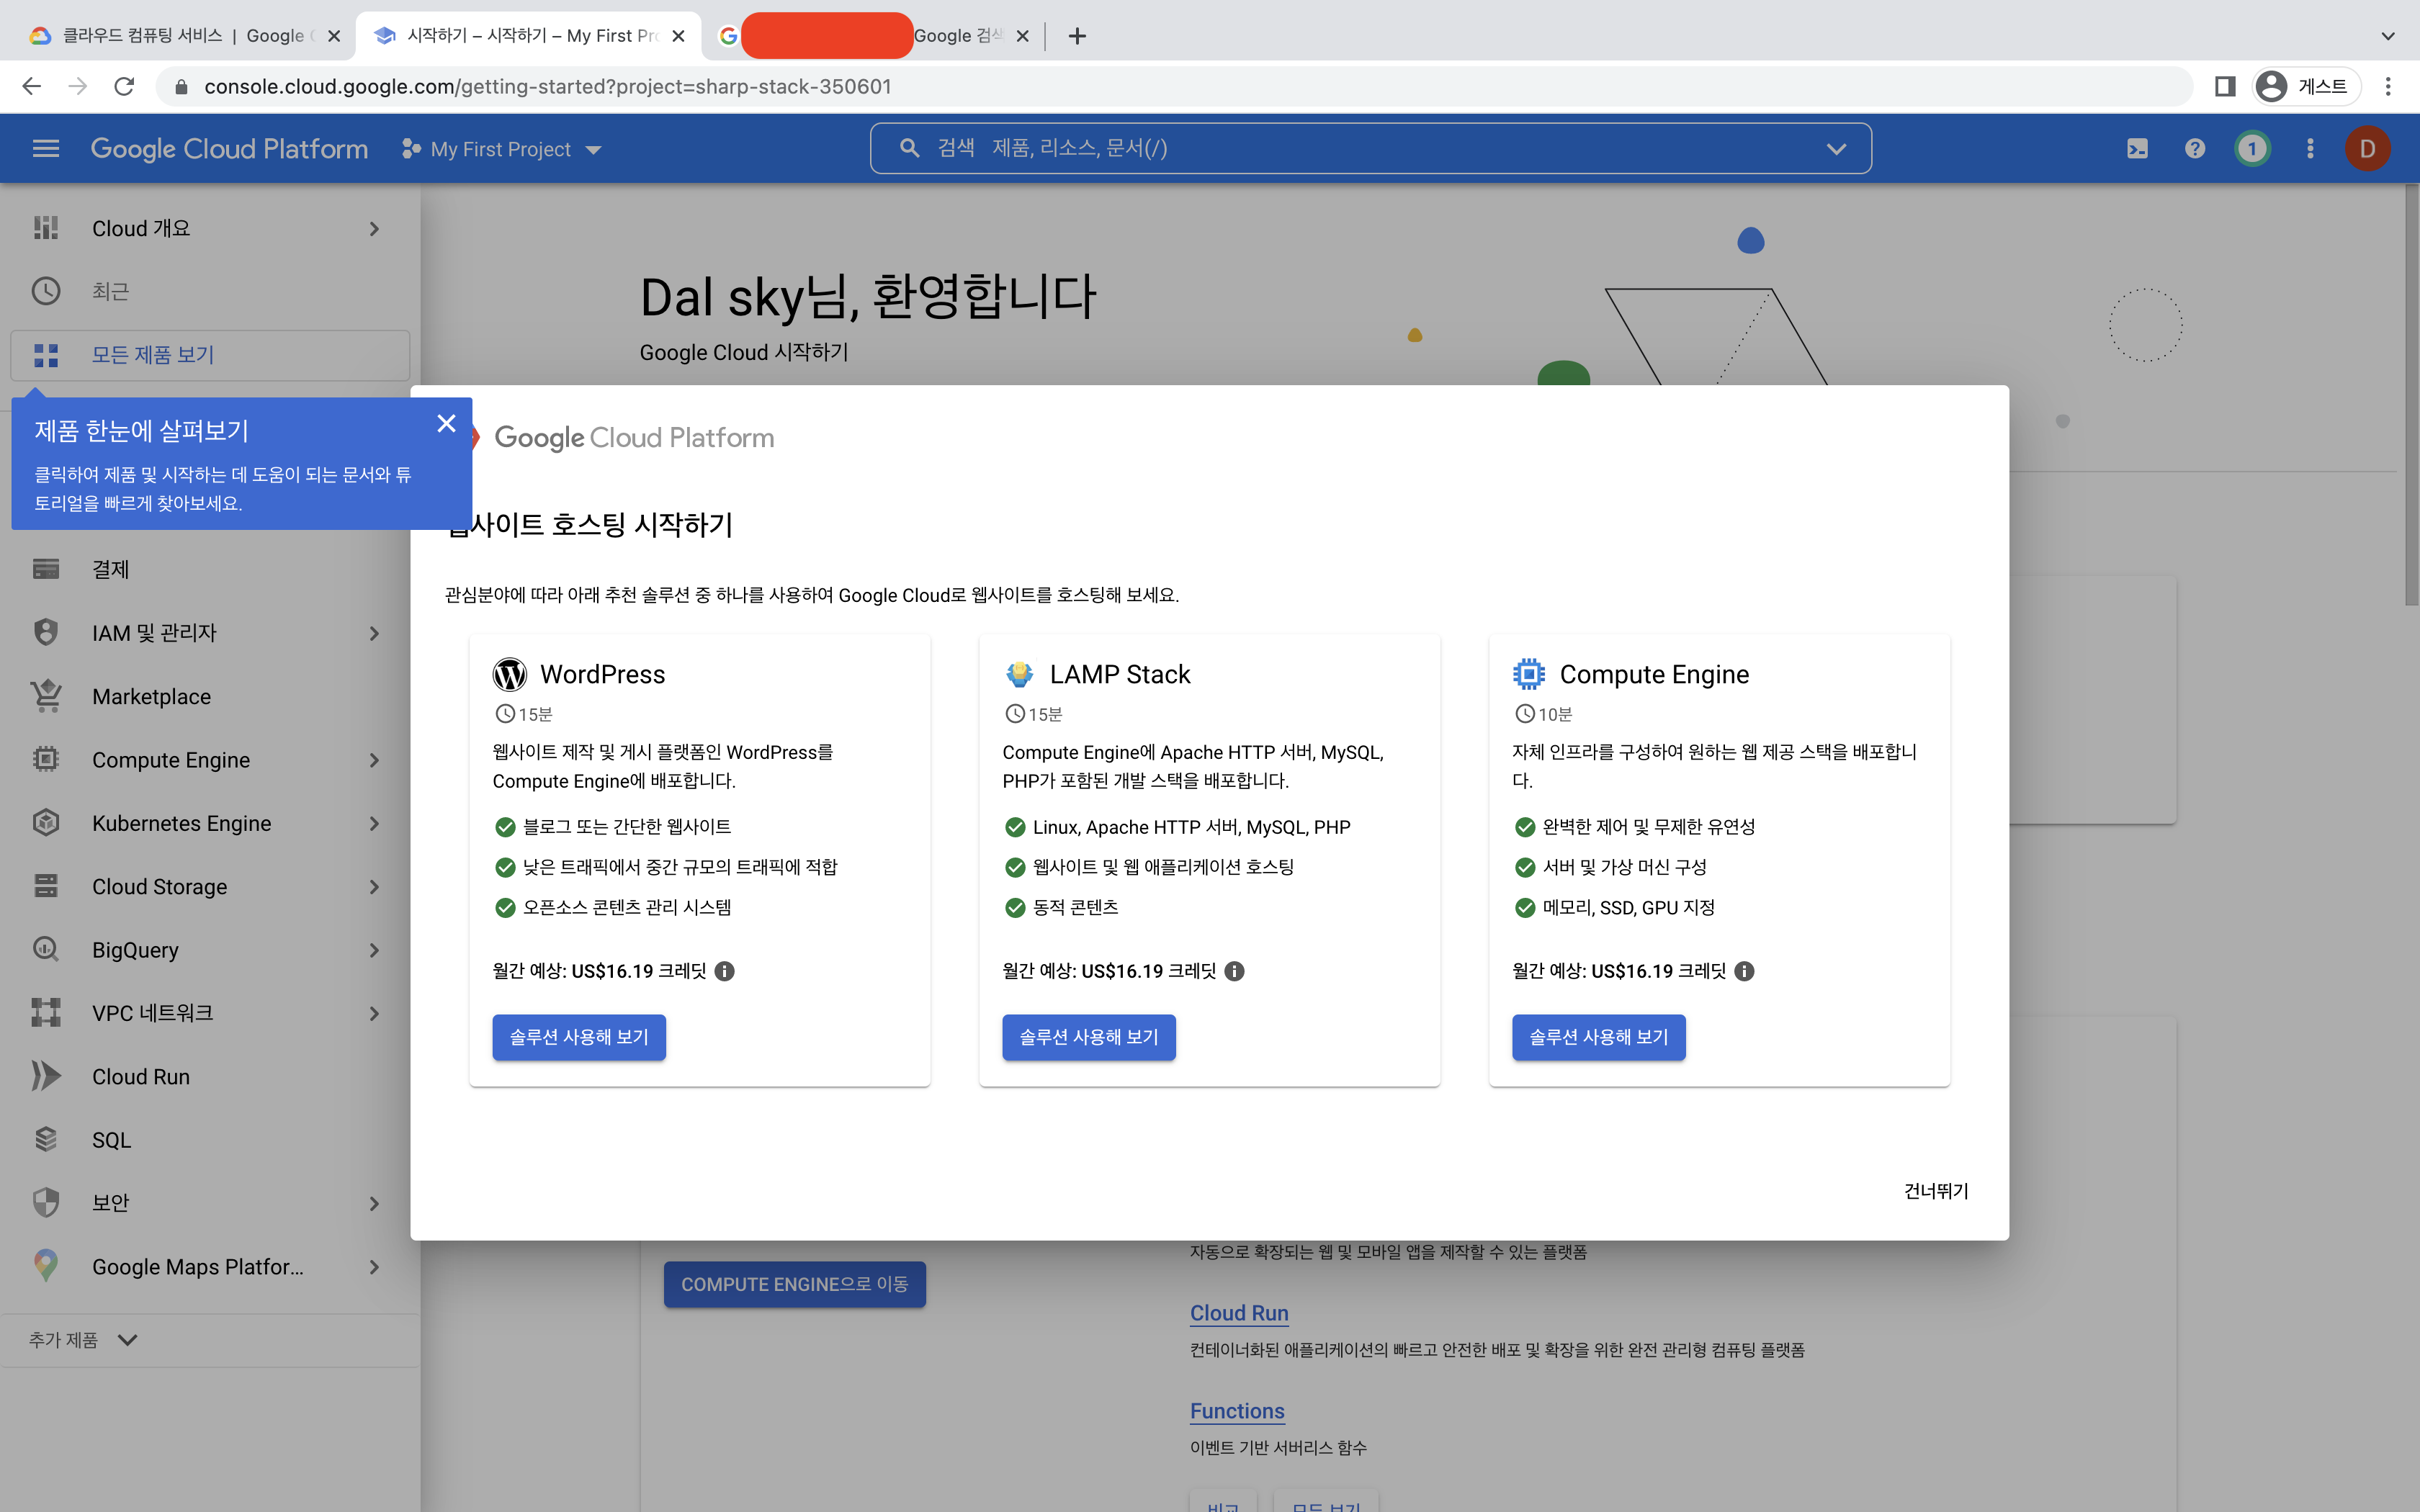 클라우드 컴퓨팅 서비스 | Google
시작하기 – 시작하기 – My First Pr
Google 검색
console.cloud.google.com/getting-started?project=sharp-stack-350601
게스트
Google Cloud Platform
My First Project
검색 제품, 리소스, 문서(/)
1
D
Cloud 개요
최근
모든 제품 보기
제품 한눈에 살펴보기
클릭하여 제품 및 시작하는 데 도움이 되는 문서와 튜
토리얼을 빠르게 찾아보세요.
결제
IAM 및 관리자
Marketplace
Compute Engine
Kubernetes Engine
Cloud Storage
BigQuery
VPC 네트워크
Cloud Run
SQL
보안
Google Maps Platfor...
추가 제품
Dal sky님, 환영합니다
Google Cloud 시작하기
Google Cloud Platform
웹사이트 호스팅 시작하기
관심분야에 따라 아래 추천 솔루션 중 하나를 사용하여 Google Cloud로 웹사이트를 호스팅해 보세요.
WordPress
15분
웹사이트 제작 및 게시 플랫폼인 WordPress를
Compute Engine에 배포합니다.
블로그 또는 간단한 웹사이트
낮은 트래픽에서 중간 규모의 트래픽에 적합
오픈소스 콘텐츠 관리 시스템
월간 예상: US$16.19 크레딧
솔루션 사용해 보기
LAMP Stack
15분
Compute Engine에 Apache HTTP 서버, MySQL,
PHP가 포함된 개발 스택을 배포합니다.
Linux, Apache HTTP 서버, MySQL, PHP
웹사이트 및 웹 애플리케이션 호스팅
동적 콘텐츠
월간 예상: US$16.19 크레딧
솔루션 사용해 보기
Compute Engine
10분
자체 인프라를 구성하여 원하는 웹 제공 스택을 배포합니
다.
완벽한 제어 및 무제한 유연성
서버 및 가상 머신 구성
메모리, SSD, GPU 지정
월간 예상: US$16.19 크레딧
솔루션 사용해 보기
건너뛰기
COMPUTE ENGINE으로 이동
자동으로 확장되는 웹 및 모바일 앱을 제작할 수 있는 플랫폼
Cloud Run
컨테이너화된 애플리케이션의 빠르고 안전한 배포 및 확장을 위한 완전 관리형 컴퓨팅 플랫폼
Functions
이벤트 기반 서버리스 함수
비교
모두 보기